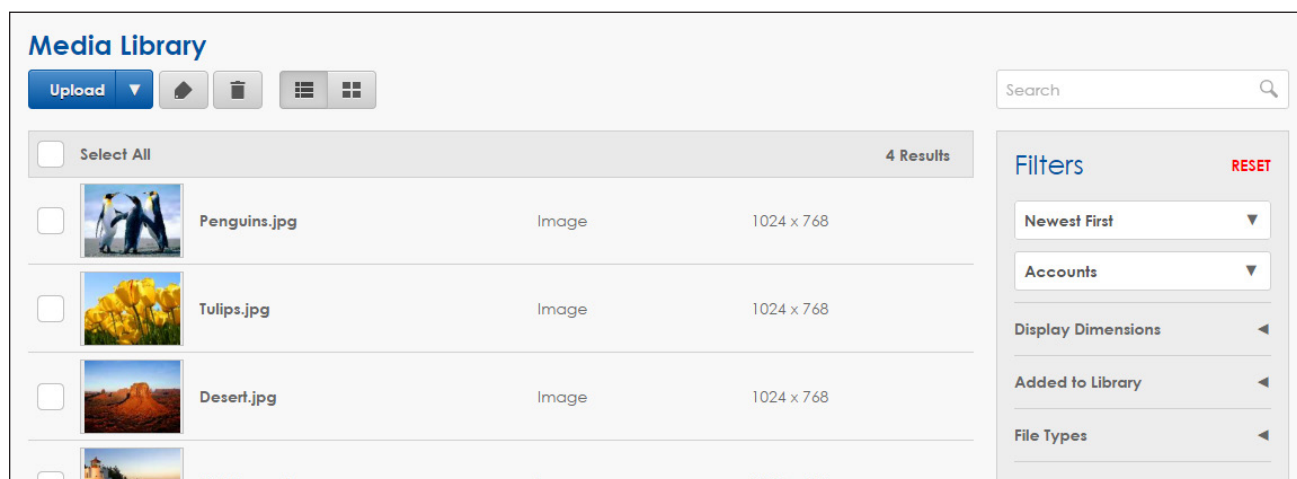 Media Library
Upload
Search
Select All 4 Results
Filters RESET
Penguins.jpg Image 1024 x 768
Newest First
Accounts
Tulips.jpg Image 1024 x 768
Display Dimensions
Added to Library
Desert.jpg Image 1024 x 768
File Types